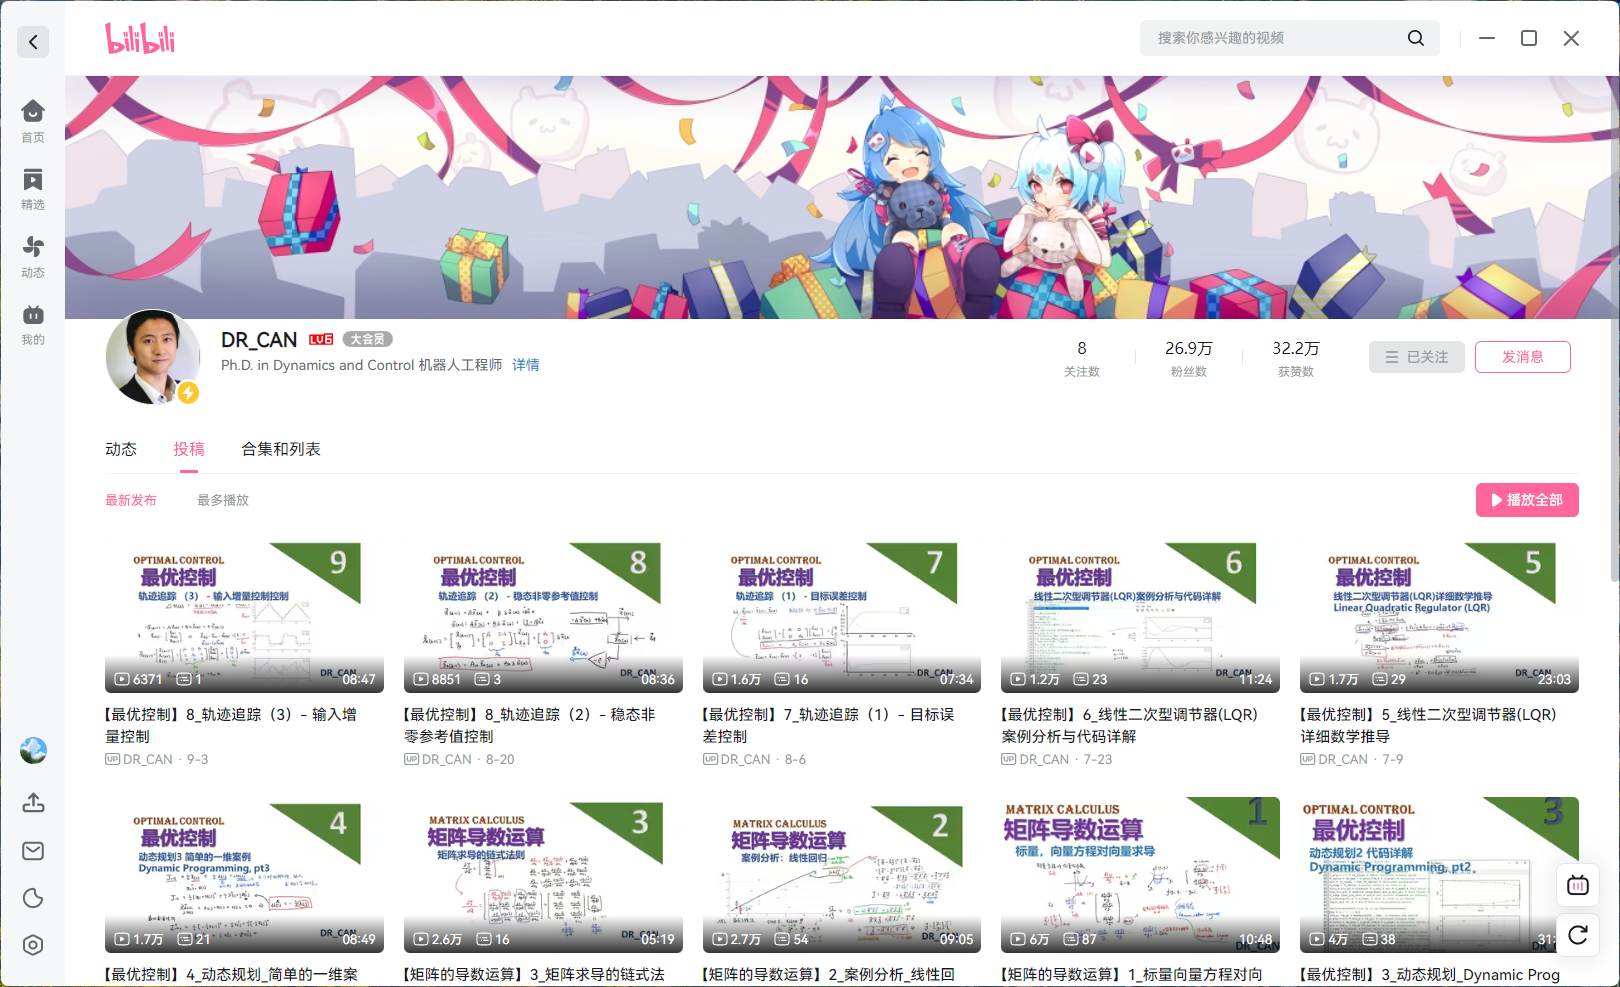 bilibili
搜索你感兴趣的视频
首页
精选
动态
我的
DR_CAN LV6 大会员
Ph.D. in Dynamics and Control 机器人工程师 详情
8 26.9万 32.2万
关注数 粉丝数 获赞数
已关注 发消息
动态 投稿 合集和列表
最新发布 最多播放
播放全部
OPTIMAL CONTROL 9
最优控制
轨迹追踪 （3） - 输入增量控制控制
DR_CAN
6371 1 08:47
【最优控制】8_轨迹追踪（3）- 输入增
量控制
UP DR_CAN · 9-3
OPTIMAL CONTROL 8
最优控制
轨迹追踪 （2） - 稳态非零参考值控制
DR_CAN
8851 3 08:36
【最优控制】8_轨迹追踪（2）- 稳态非
零参考值控制
UP DR_CAN · 8-20
OPTIMAL CONTROL 7
最优控制
轨迹追踪 （1） - 目标误差控制
DR_CAN
1.6万 16 07:34
【最优控制】7_轨迹追踪（1）- 目标误
差控制
UP DR_CAN · 8-6
OPTIMAL CONTROL 6
最优控制
线性二次型调节器(LQR)案例分析与代码详解
DR_CAN
1.2万 23 11:24
【最优控制】6_线性二次型调节器(LQR)
案例分析与代码详解
UP DR_CAN · 7-23
OPTIMAL CONTROL 5
最优控制
线性二次型调节器(LQR)详细数学推导
Linear Quadratic Regulator (LQR)
DR_CAN
1.7万 29 23:03
【最优控制】5_线性二次型调节器(LQR)
详细数学推导
UP DR_CAN · 7-9
OPTIMAL CONTROL 4
最优控制
动态规划3 简单的一维案例
Dynamic Programming, pt3
DR_CAN
1.7万 21 08:49
【最优控制】4_动态规划_简单的一维案
MATRIX CALCULUS 3
矩阵导数运算
矩阵求导的链式法则
DR_CAN
2.6万 16 05:19
【矩阵的导数运算】3_矩阵求导的链式法
MATRIX CALCULUS 2
矩阵导数运算
案例分析：线性回归
DR_CAN
2.7万 54 09:05
【矩阵的导数运算】2_案例分析_线性回
MATRIX CALCULUS 1
矩阵导数运算
标量，向量方程对向量求导
DR_CAN
6万 87 10:48
【矩阵的导数运算】1_标量向量方程对向
OPTIMAL CONTROL 3
最优控制
动态规划2 代码详解
Dynamic Programming, pt2.
4万 38 31:
【最优控制】3_动态规划_Dynamic Prog